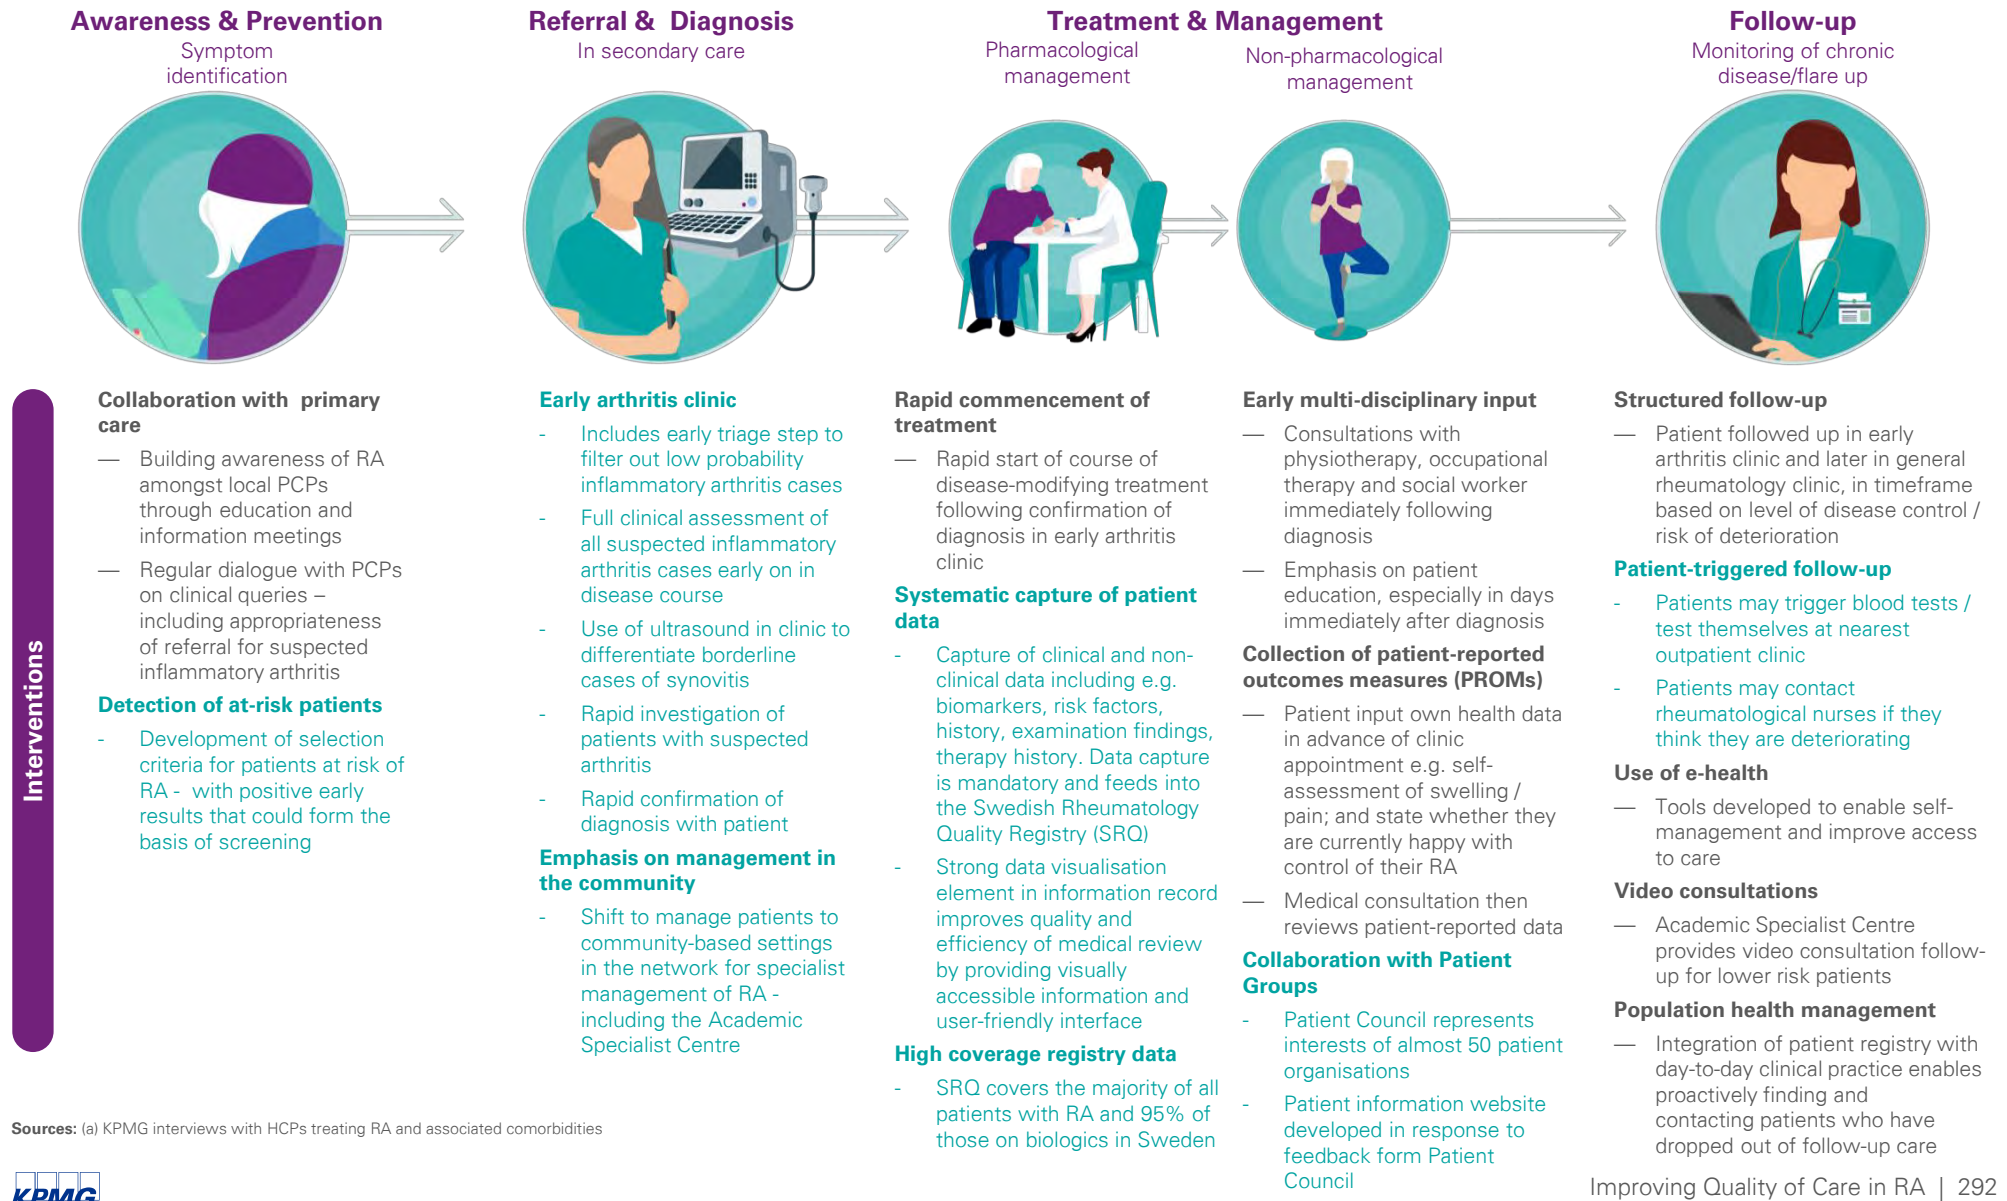 Awareness & Prevention
Symptom
identification
Referral & Diagnosis
In secondary care
Treatment & Management
Pharmacological
management
Non-pharmacological
management
Follow-up
Monitoring of chronic
disease/flare up
Interventions
Collaboration with primary
care
— Building awareness of RA
amongst local PCPs
through education and
information meetings
— Regular dialogue with PCPs
on clinical queries –
including appropriateness
of referral for suspected
inflammatory arthritis
Detection of at-risk patients
- Development of selection
criteria for patients at risk of
RA - with positive early
results that could form the
basis of screening
Early arthritis clinic
- Includes early triage step to
filter out low probability
inflammatory arthritis cases
- Full clinical assessment of
all suspected inflammatory
arthritis cases early on in
disease course
- Use of ultrasound in clinic to
differentiate borderline
cases of synovitis
- Rapid investigation of
patients with suspected
arthritis
- Rapid confirmation of
diagnosis with patient
Emphasis on management in
the community
- Shift to manage patients to
community-based settings
in the network for specialist
management of RA -
including the Academic
Specialist Centre
Rapid commencement of
treatment
— Rapid start of course of
disease-modifying treatment
following confirmation of
diagnosis in early arthritis
clinic
Systematic capture of patient
data
- Capture of clinical and non-
clinical data including e.g.
biomarkers, risk factors,
history, examination findings,
therapy history. Data capture
is mandatory and feeds into
the Swedish Rheumatology
Quality Registry (SRQ)
- Strong data visualisation
element in information record
improves quality and
efficiency of medical review
by providing visually
accessible information and
user-friendly interface
High coverage registry data
- SRQ covers the majority of all
patients with RA and 95% of
those on biologics in Sweden
Early multi-disciplinary input
— Consultations with
physiotherapy, occupational
therapy and social worker
immediately following
diagnosis
— Emphasis on patient
education, especially in days
immediately after diagnosis
Collection of patient-reported
outcomes measures (PROMs)
— Patient input own health data
in advance of clinic
appointment e.g. self-
assessment of swelling /
pain; and state whether they
are currently happy with
control of their RA
— Medical consultation then
reviews patient-reported data
Collaboration with Patient
Groups
- Patient Council represents
interests of almost 50 patient
organisations
- Patient information website
developed in response to
feedback form Patient
Council
Structured follow-up
— Patient followed up in early
arthritis clinic and later in general
rheumatology clinic, in timeframe
based on level of disease control /
risk of deterioration
Patient-triggered follow-up
- Patients may trigger blood tests /
test themselves at nearest
outpatient clinic
- Patients may contact
rheumatological nurses if they
think they are deteriorating
Use of e-health
— Tools developed to enable self-
management and improve access
to care
Video consultations
— Academic Specialist Centre
provides video consultation follow-
up for lower risk patients
Population health management
— Integration of patient registry with
day-to-day clinical practice enables
proactively finding and
contacting patients who have
dropped out of follow-up care
Sources: (a) KPMG interviews with HCPs treating RA and associated comorbidities
KPMG
Improving Quality of Care in RA | 292